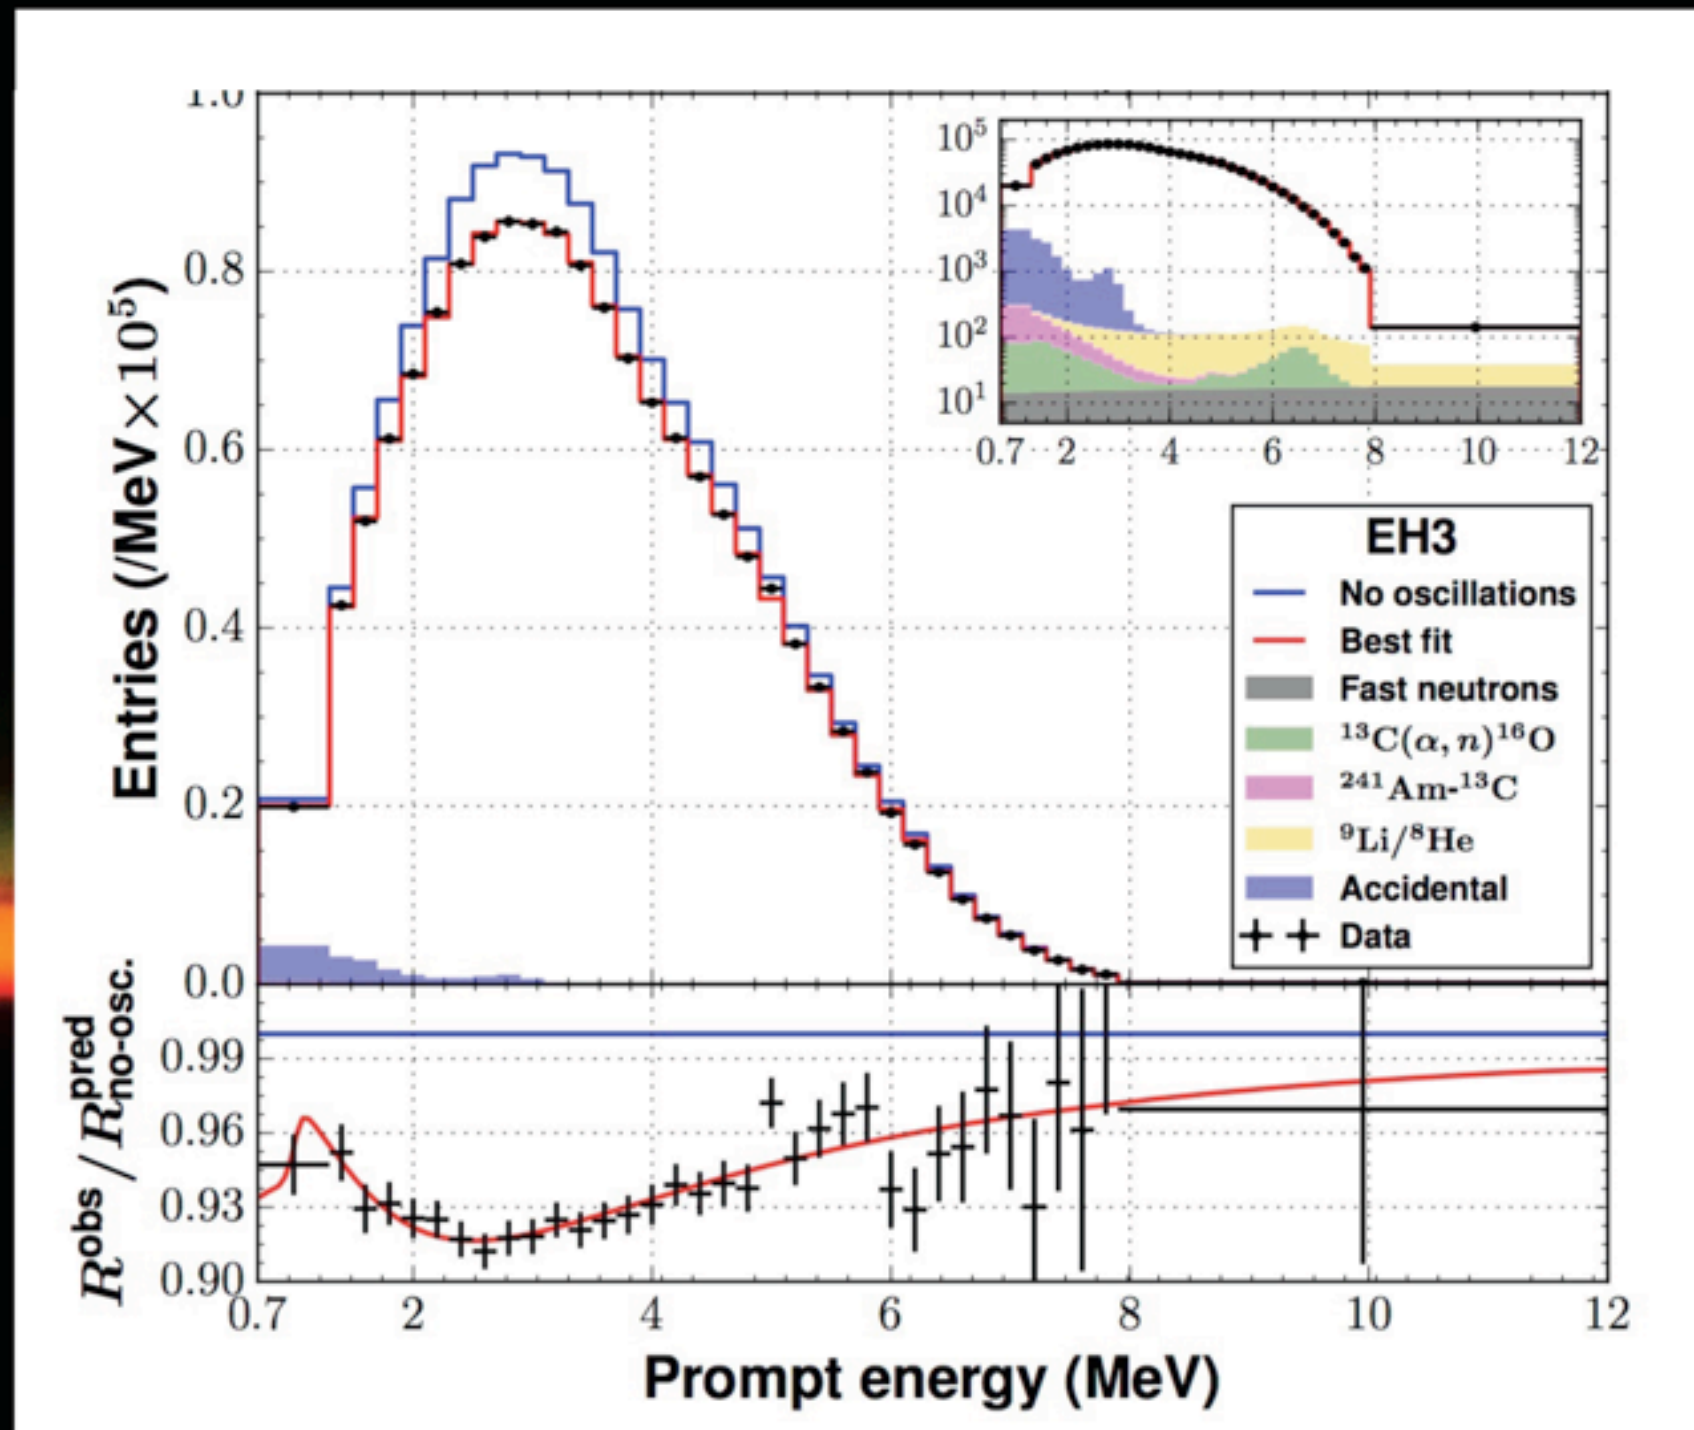 1.0
0.8
0.6
0.4
0.2
0.0
Entries (/MeV×10⁵)
10⁵
10⁴
10³
10²
10¹
0.7 2 4 6 8 10 12
EH3
No oscillations
Best fit
Fast neutrons
¹³C(α, n)¹⁶O
²⁴¹Am-¹³C
⁹Li/⁸He
Accidental
Data
R^obs / R^pred_no-osc.
0.99
0.96
0.93
0.90
0.7 2 4 6 8 10 12
Prompt energy (MeV)